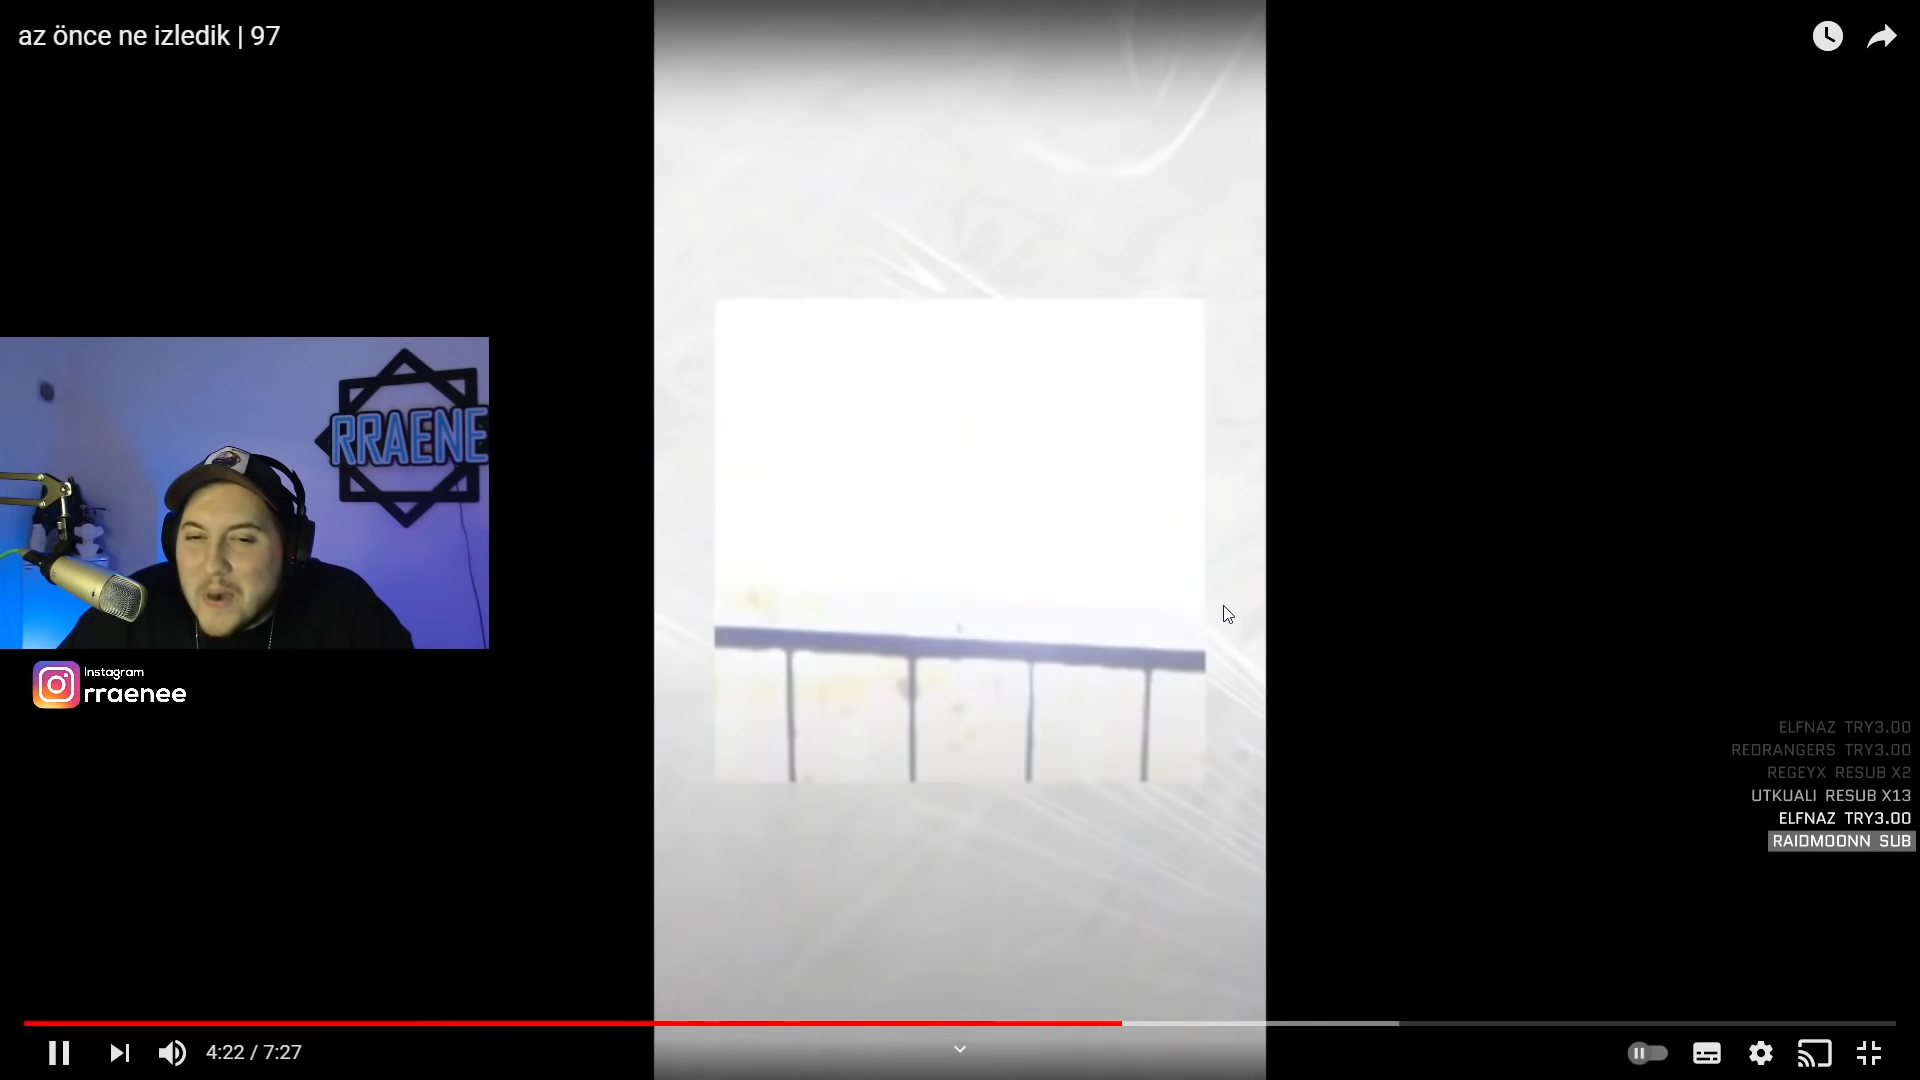 az önce ne izledik | 97
RRAENE
Instagram
rraenee
ELFNAZ TRY3.00
REDRANGERS TRY3.00
REGEYX RESUB X2
UTKUALI RESUB X13
ELFNAZ TRY3.00
RAIDMOONN SUB
4:22 / 7:27